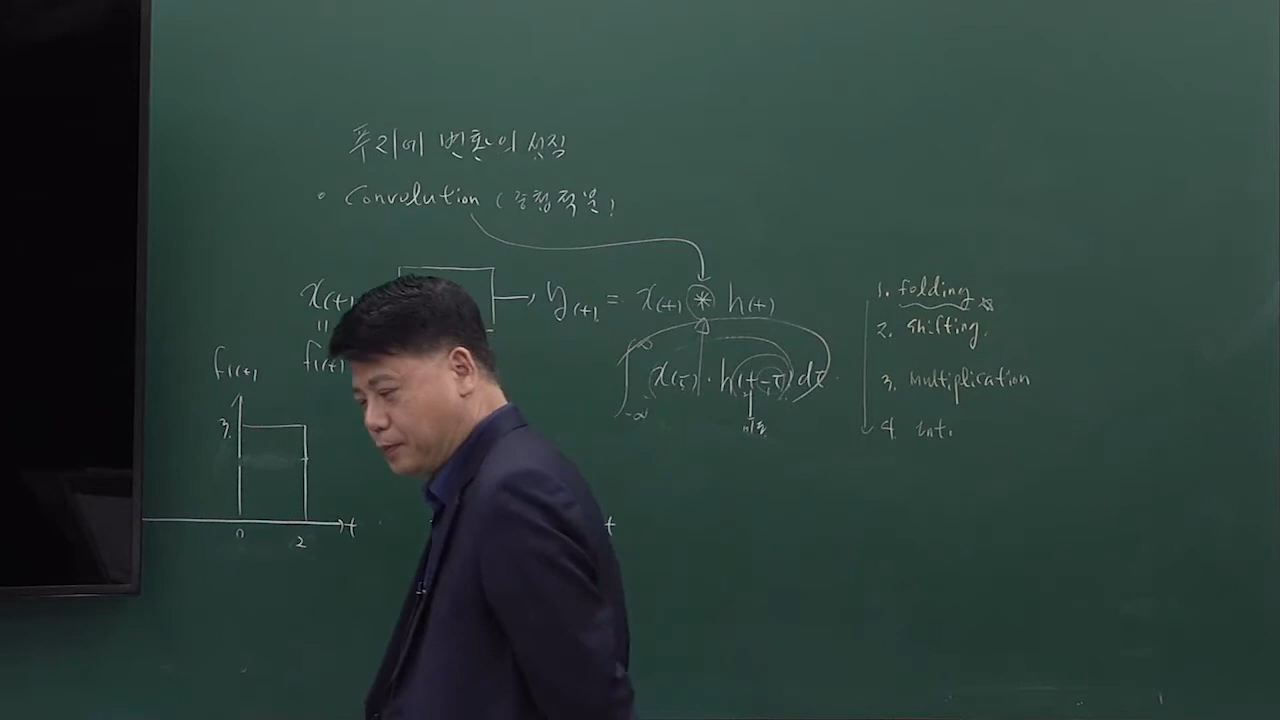 푸리에 변환의 성질
◦ Convolution (중첩적분)
x(t) → y(t) = x(t) * h(t)
||
f1(t)
∫ -∞ ∞ x(τ) · h(t-τ) dτ
f1(t)
3
0 2 t
t
1. folding
2. shifting.
3. multiplication
4. int.